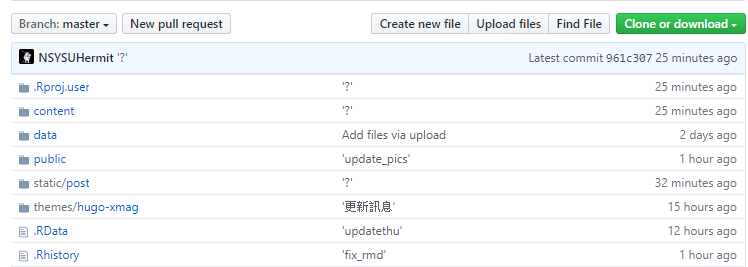 Branch: master New pull request Create new file Upload files Find File Clone or download
NSYSUHermit '?' Latest commit 961c307 25 minutes ago
.Rproj.user '?' 25 minutes ago
content '?' 25 minutes ago
data Add files via upload 2 days ago
public 'update_pics' 1 hour ago
static/post '?' 32 minutes ago
themes/hugo-xmag '更新訊息' 15 hours ago
.RData 'updatethu' 12 hours ago
.Rhistory 'fix_rmd' 1 hour ago